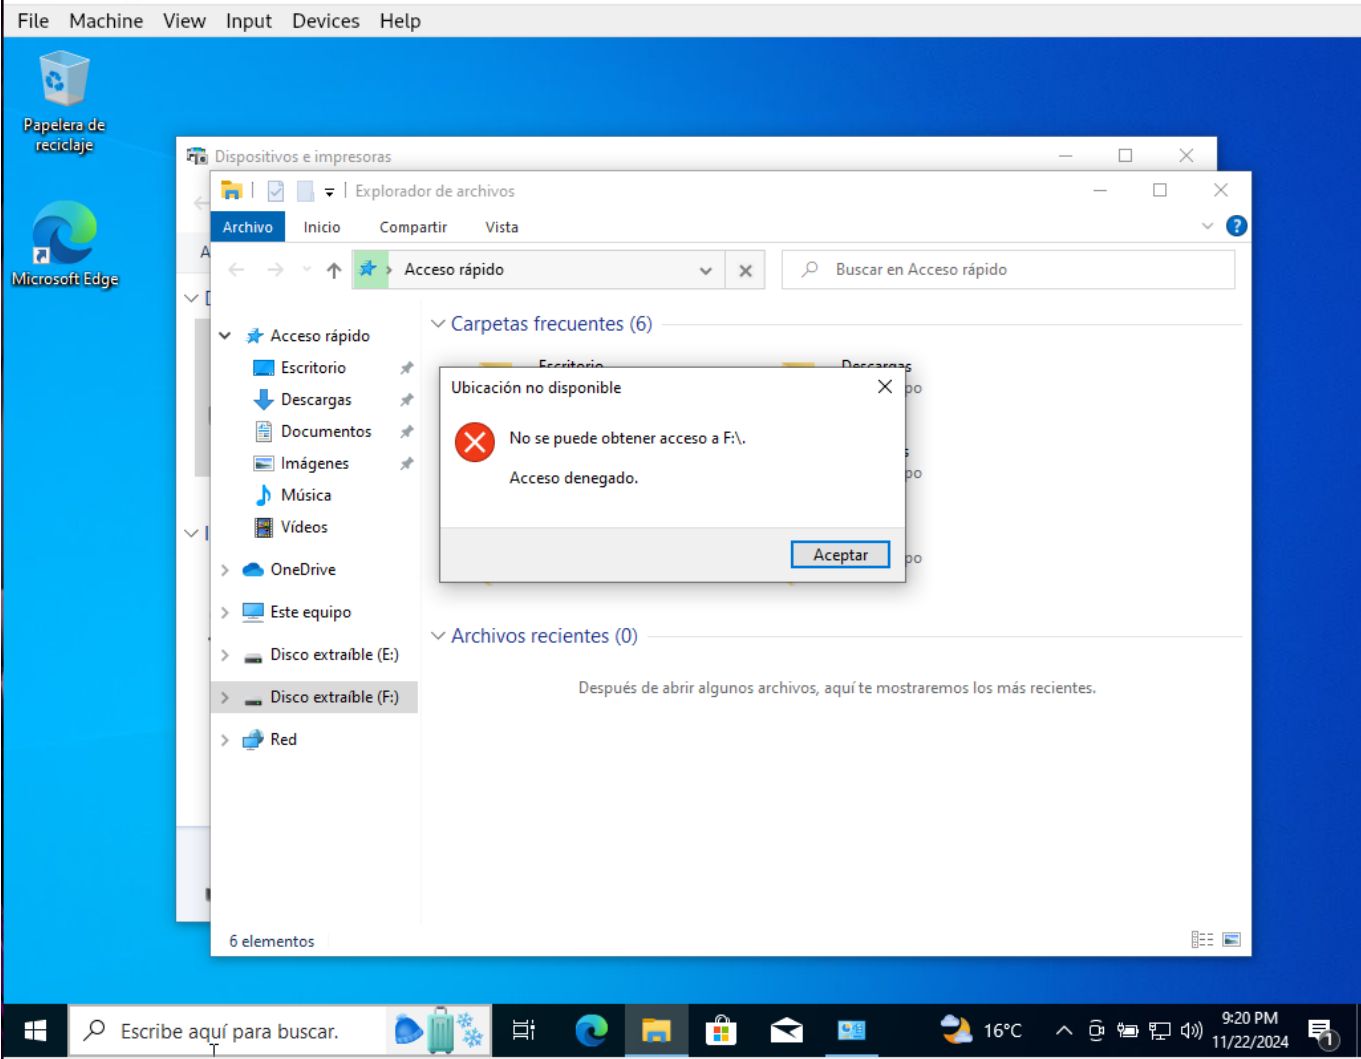 File Machine View Input Devices Help
Papelera de
reciclaje
Microsoft Edge
Dispositivos e impresoras
Explorador de archivos
Archivo Inicio Compartir Vista
Acceso rápido
Buscar en Acceso rápido
Acceso rápido
Escritorio
Descargas
Documentos
Imágenes
Música
Vídeos
OneDrive
Este equipo
Disco extraíble (E:)
Disco extraíble (F:)
Red
Carpetas frecuentes (6)
Escritorio
Descargas
Ubicación no disponible
No se puede obtener acceso a F:\.
Acceso denegado.
Aceptar
Archivos recientes (0)
Después de abrir algunos archivos, aquí te mostraremos los más recientes.
6 elementos
Escribe aquí para buscar.
16°C
9:20 PM
11/22/2024
1